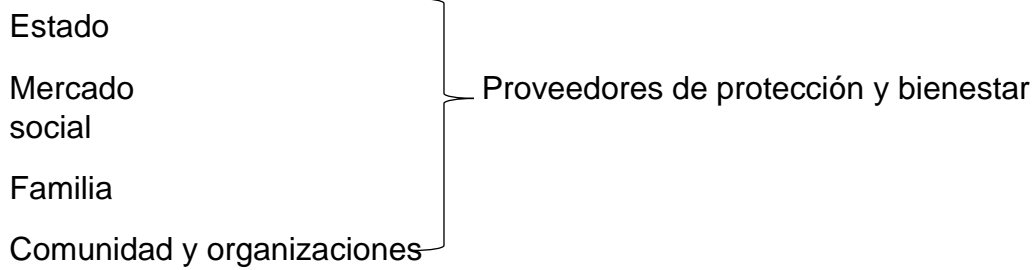 Estado
Mercado
social
Proveedores de protección y bienestar
Familia
Comunidad y organizaciones